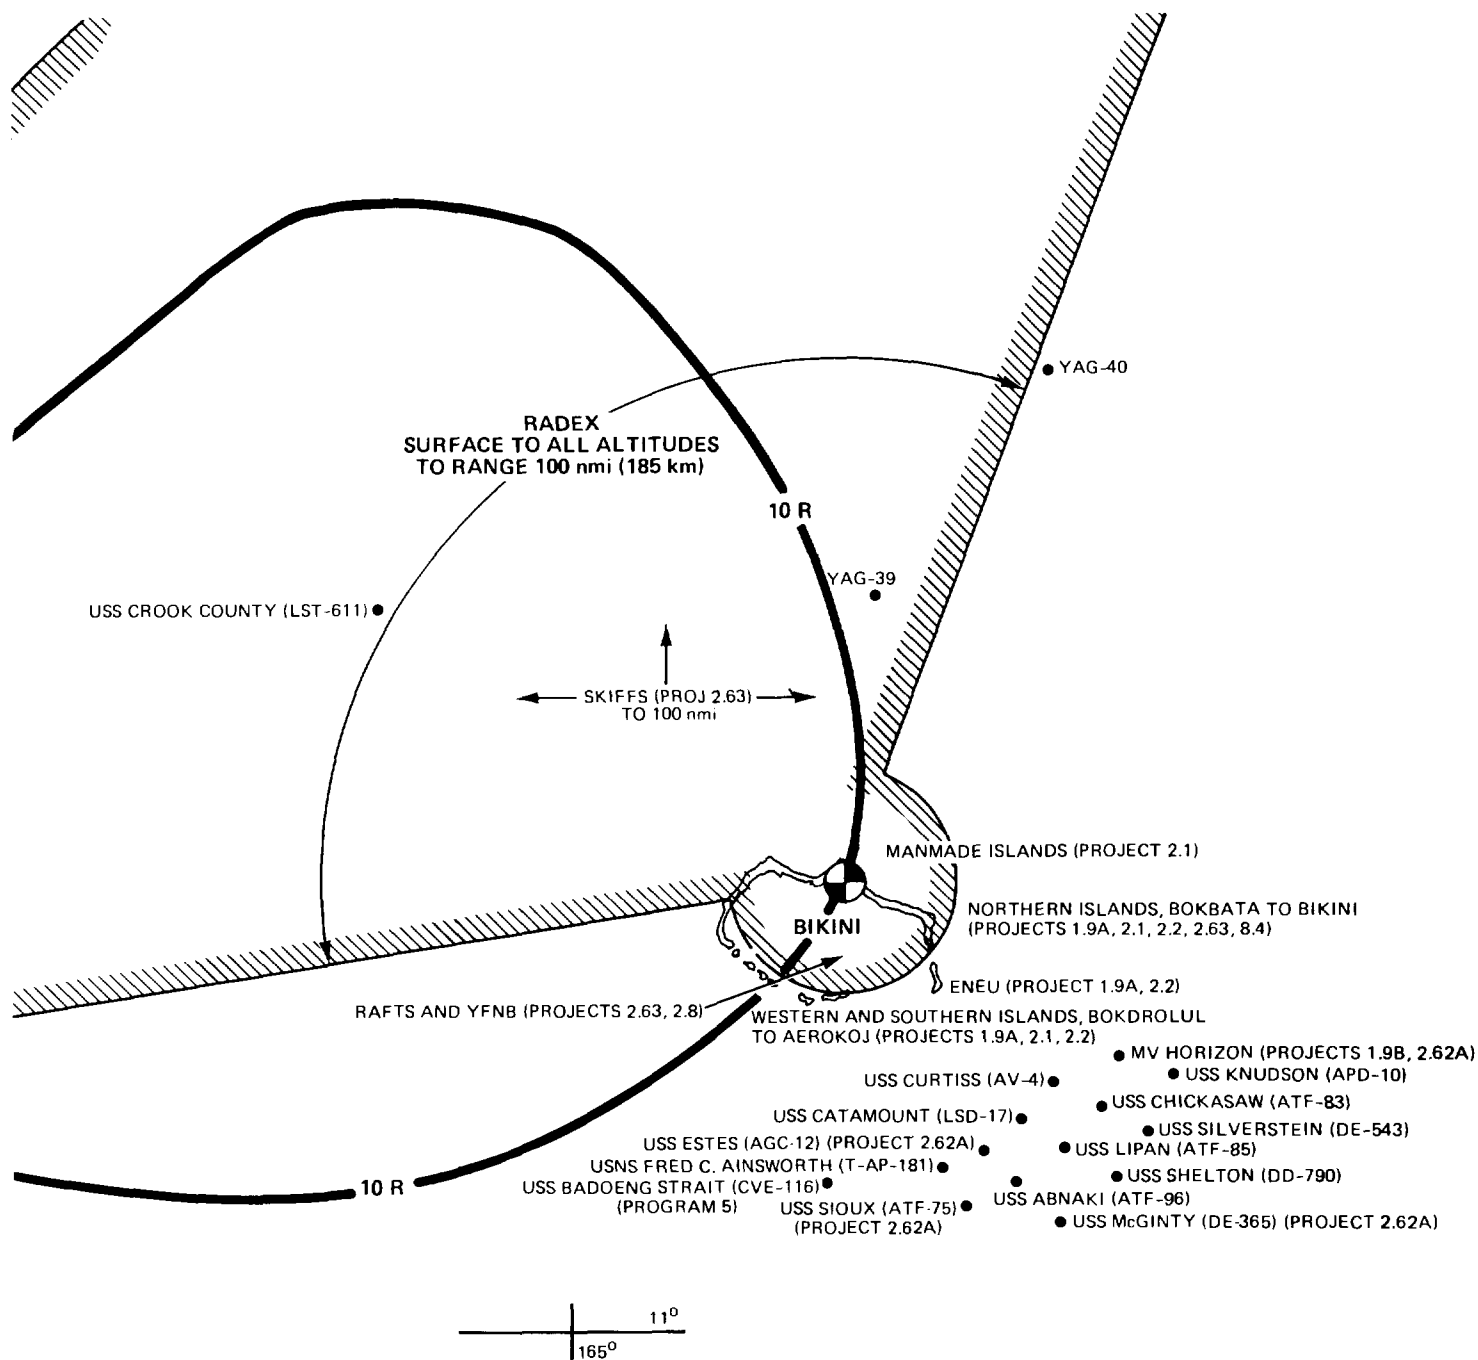 YAG-40
RADEX
SURFACE TO ALL ALTITUDES
TO RANGE 100 nmi (185 km)
10 R
YAG-39
USS CROOK COUNTY (LST-611)
SKIFFS (PROJ 2.63)
TO 100 nmi
MANMADE ISLANDS (PROJECT 2.1)
NORTHERN ISLANDS, BOKBATA TO BIKINI
(PROJECTS 1.9A, 2.1, 2.2, 2.63, 8.4)
BIKINI
ENEU (PROJECT 1.9A, 2.2)
RAFTS AND YFNB (PROJECTS 2.63, 2.8)
WESTERN AND SOUTHERN ISLANDS, BOKDROLUL
TO AEROKOJ (PROJECTS 1.9A, 2.1, 2.2)
MV HORIZON (PROJECTS 1.9B, 2.62A)
USS KNUDSON (APD-10)
USS CURTISS (AV-4)
USS CHICKASAW (ATF-83)
USS CATAMOUNT (LSD-17)
USS SILVERSTEIN (DE-543)
USS ESTES (AGC-12) (PROJECT 2.62A)
USS LIPAN (ATF-85)
USNS FRED C. AINSWORTH (T-AP-181)
USS SHELTON (DD-790)
10 R
USS BADOENG STRAIT (CVE-116)
(PROGRAM 5)
USS ABNAKI (ATF-96)
USS SIOUX (ATF-75)
(PROJECT 2.62A)
USS McGINTY (DE-365) (PROJECT 2.62A)
11°
165°